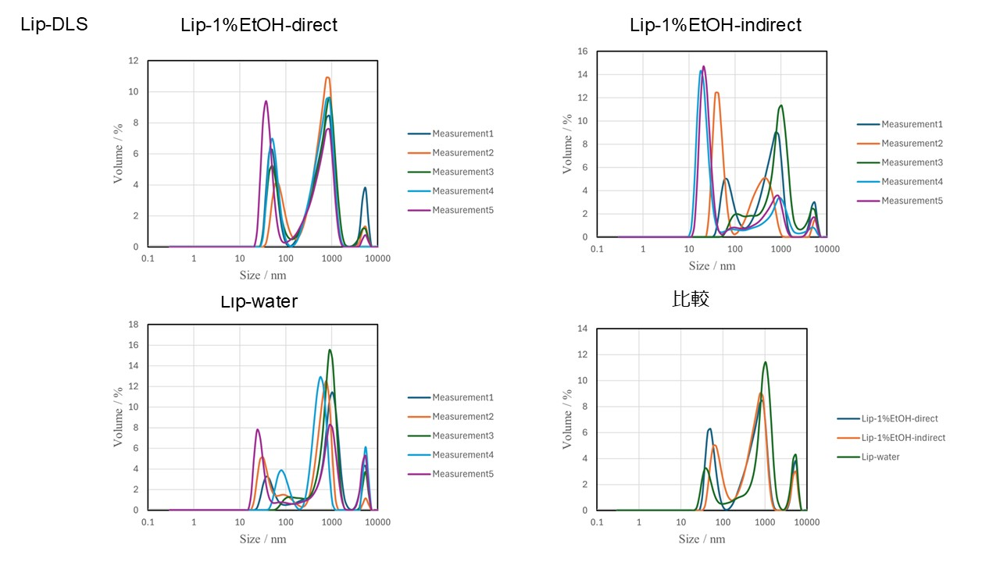 Lip-DLS
Lip-1%EtOH-direct
12
10
8
6
4
2
0
Volume / %
0.1 1 10 100 1000 10000
Size / nm
Measurement1
Measurement2
Measurement3
Measurement4
Measurement5
Lip-1%EtOH-indirect
16
14
12
10
8
6
4
2
0
Volume / %
0.1 1 10 100 1000 10000
Size / nm
Measurement1
Measurement2
Measurement3
Measurement4
Measurement5
Lip-water
18
16
14
12
10
8
6
4
2
0
Volume / %
0.1 1 10 100 1000 10000
Size / nm
Measurement1
Measurement2
Measurement3
Measurement4
Measurement5
比較
14
12
10
8
6
4
2
0
Volume / %
0.1 1 10 100 1000 10000
Size / nm
Lip-1%EtOH-direct
Lip-1%EtOH-indirect
Lip-water